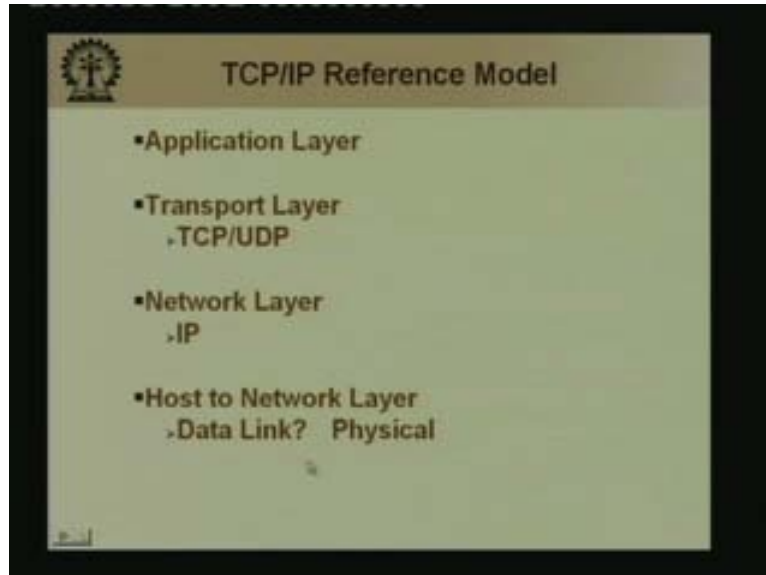 TCP/IP Reference Model
▪Application Layer
▪Transport Layer
➢TCP/UDP
▪Network Layer
➢IP
▪Host to Network Layer
➢Data Link? Physical